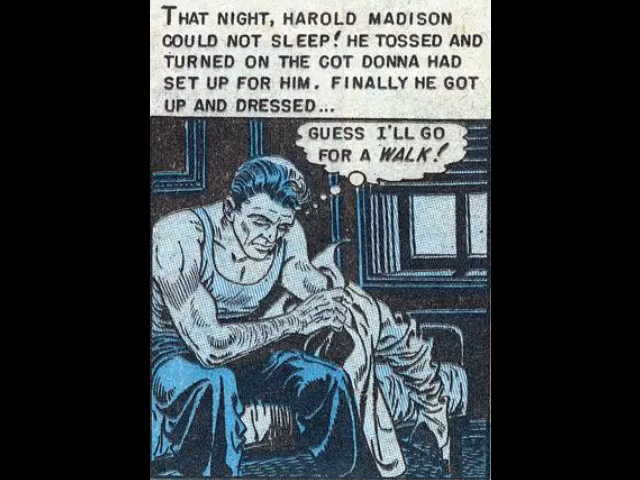 THAT NIGHT, HAROLD MADISON
COULD NOT SLEEP! HE TOSSED AND
TURNED ON THE COT DONNA HAD
SET UP FOR HIM. FINALLY HE GOT
UP AND DRESSED...
GUESS I'LL GO
FOR A WALK!